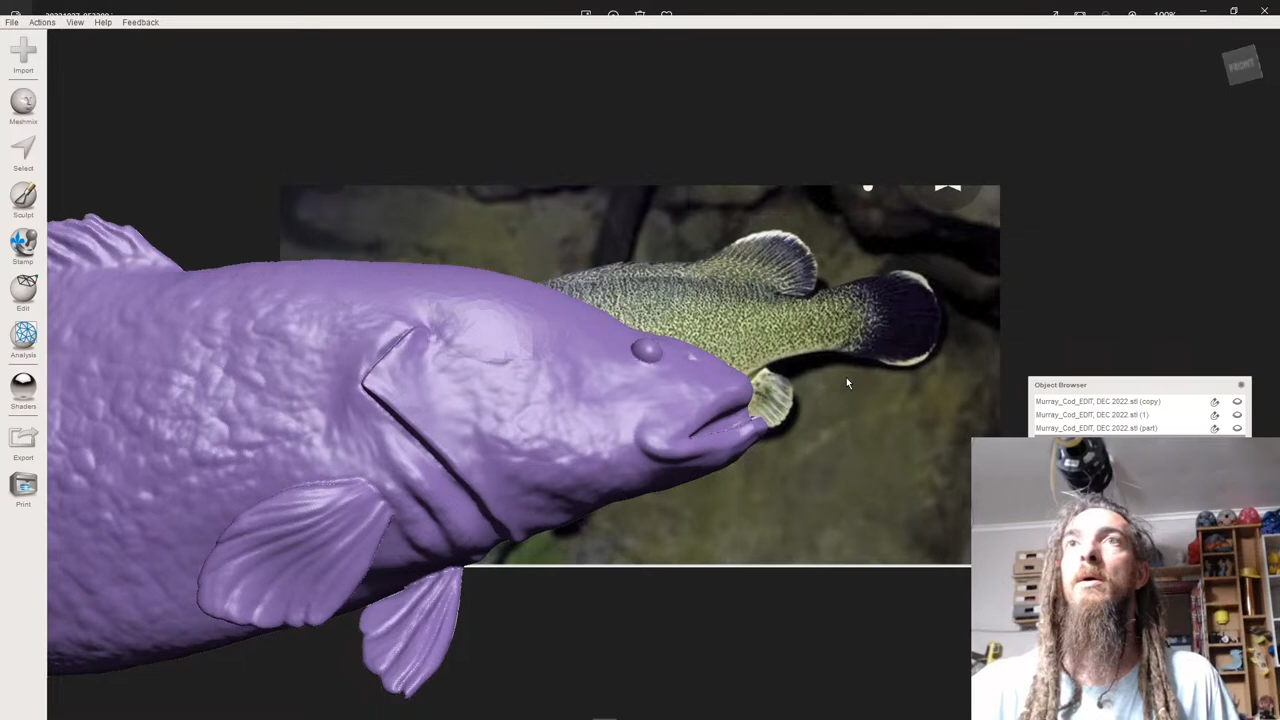 File Actions View Help Feedback
100%
Import
Meshmix
Select
Sculpt
Stamp
Edit
Analysis
Shaders
Export
Print
FRONT
Object Browser
Murray_Cod_EDIT, DEC 2022.stl (copy)
Murray_Cod_EDIT, DEC 2022.stl (1)
Murray_Cod_EDIT, DEC 2022.stl (part)